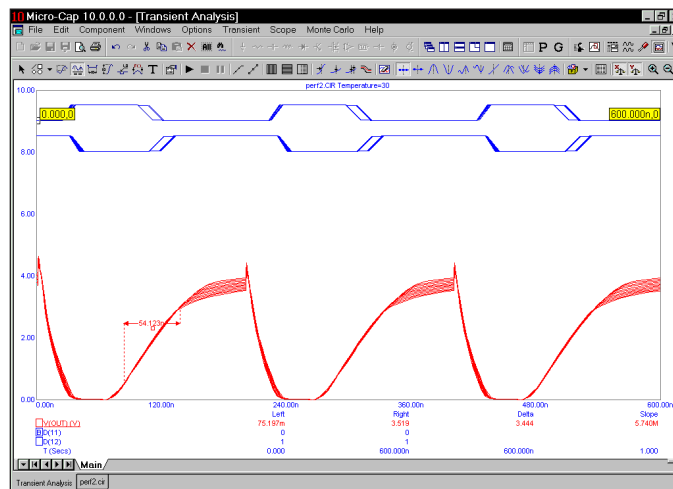 Micro-Cap 10.0.0.0 - [Transient Analysis]
File Edit Component Windows Options Transient Scope Monte Carlo Help
perf2.CIR Temperature=30
10.00
0.000,0
600.000n,0
8.00
6.00
4.00
54.123n
2.00
0.00
0.00n 120.00n 240.00n 360.00n 480.00n 600.00n
Left Right Delta Slope
V(OUT) (V) 75.197m 3.519 3.444 5.740M
D(11) 0 0
D(12) 1 1
T (Secs) 0.000 600.000n 600.000n 1.000
Main
Transient Analysis perf2.cir